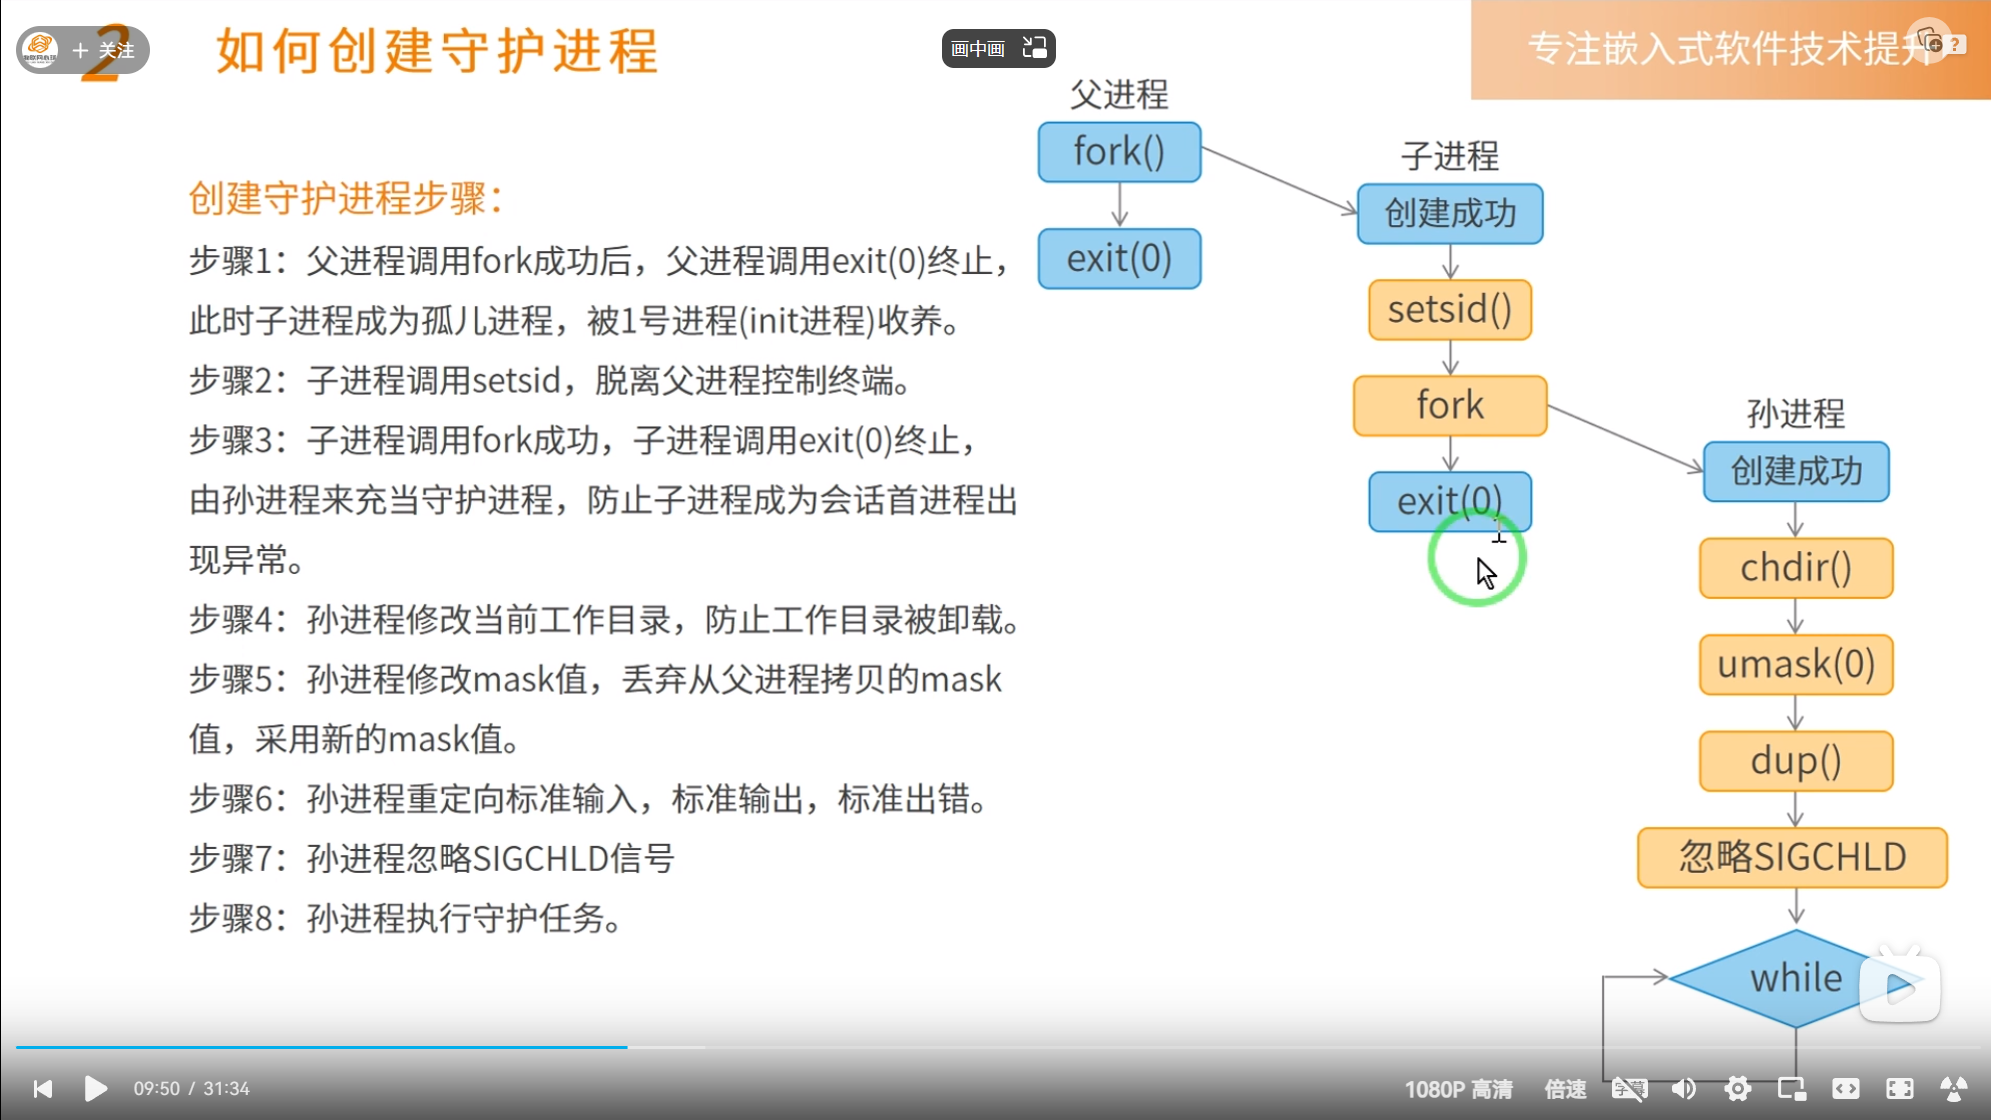 2
+ 关注
如何创建守护进程
画中画
专注嵌入式软件技术提升
创建守护进程步骤：
步骤1：父进程调用fork成功后，父进程调用exit(0)终止，
此时子进程成为孤儿进程，被1号进程(init进程)收养。
步骤2：子进程调用setsid，脱离父进程控制终端。
步骤3：子进程调用fork成功，子进程调用exit(0)终止，
由孙进程来充当守护进程，防止子进程成为会话首进程出
现异常。
步骤4：孙进程修改当前工作目录，防止工作目录被卸载。
步骤5：孙进程修改mask值，丢弃从父进程拷贝的mask
值，采用新的mask值。
步骤6：孙进程重定向标准输入，标准输出，标准出错。
步骤7：孙进程忽略SIGCHLD信号
步骤8：孙进程执行守护任务。
父进程
fork()
exit(0)
子进程
创建成功
setsid()
fork
exit(0)
孙进程
创建成功
chdir()
umask(0)
dup()
忽略SIGCHLD
while
09:50 / 31:34
1080P 高清
倍速
字幕